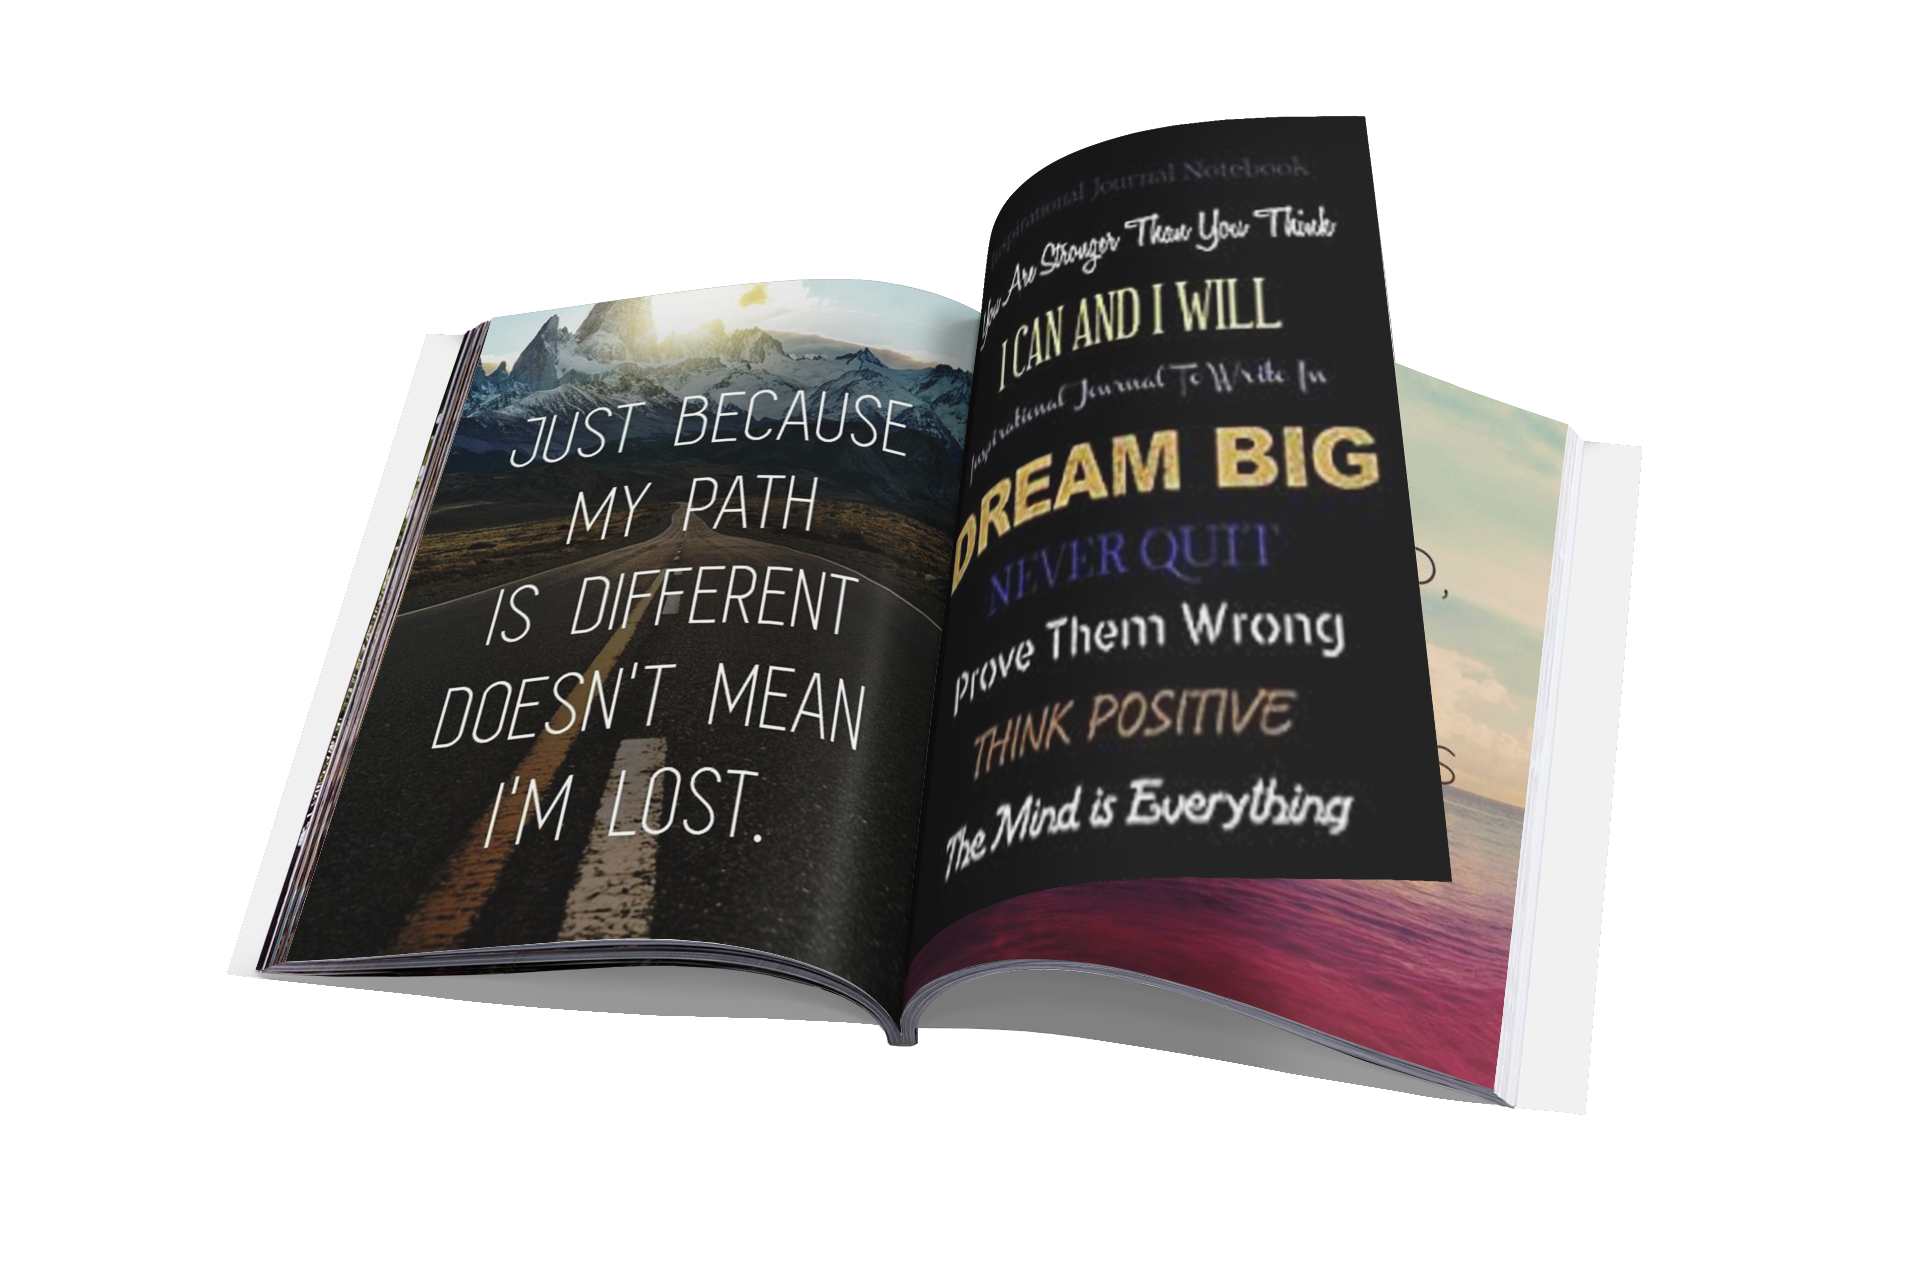 JUST BECAUSE
MY PATH
IS DIFFERENT
DOESN'T MEAN
I'M LOST.
Inspirational Journal Notebook
You Are Stronger Than You Think
I CAN AND I WILL
Inspirational Journal To Write In
DREAM BIG
NEVER QUIT
Prove Them Wrong
THINK POSITIVE
The Mind is Everything